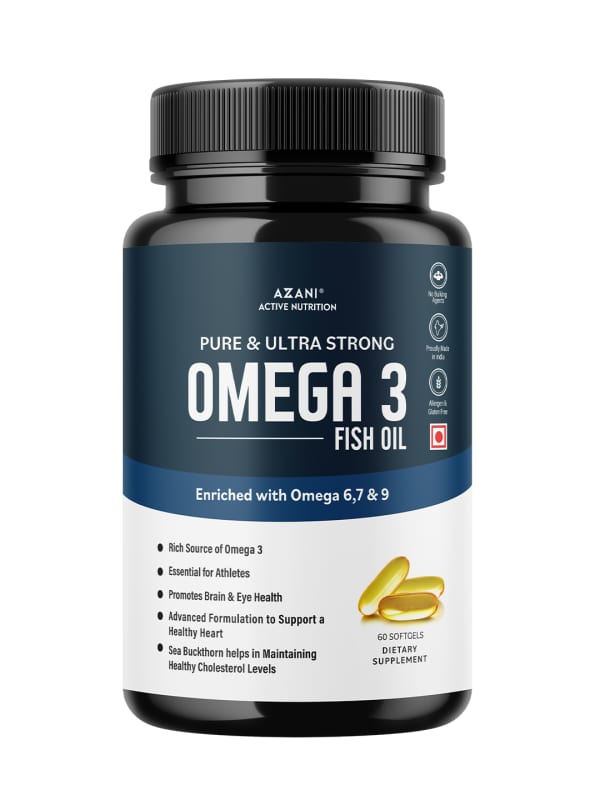 AZANI®
ACTIVE NUTRITION
No Bulking
Agents
Proudly Made
in India
Allergen &
Gluten Free
PURE & ULTRA STRONG
OMEGA 3
FISH OIL
Enriched with Omega 6,7 & 9
• Rich Source of Omega 3
• Essential for Athletes
• Promotes Brain & Eye Health
• Advanced Formulation to Support a
Healthy Heart
• Sea Buckthorn helps in Maintaining
Healthy Cholesterol Levels
60 SOFTGELS
DIETARY
SUPPLEMENT